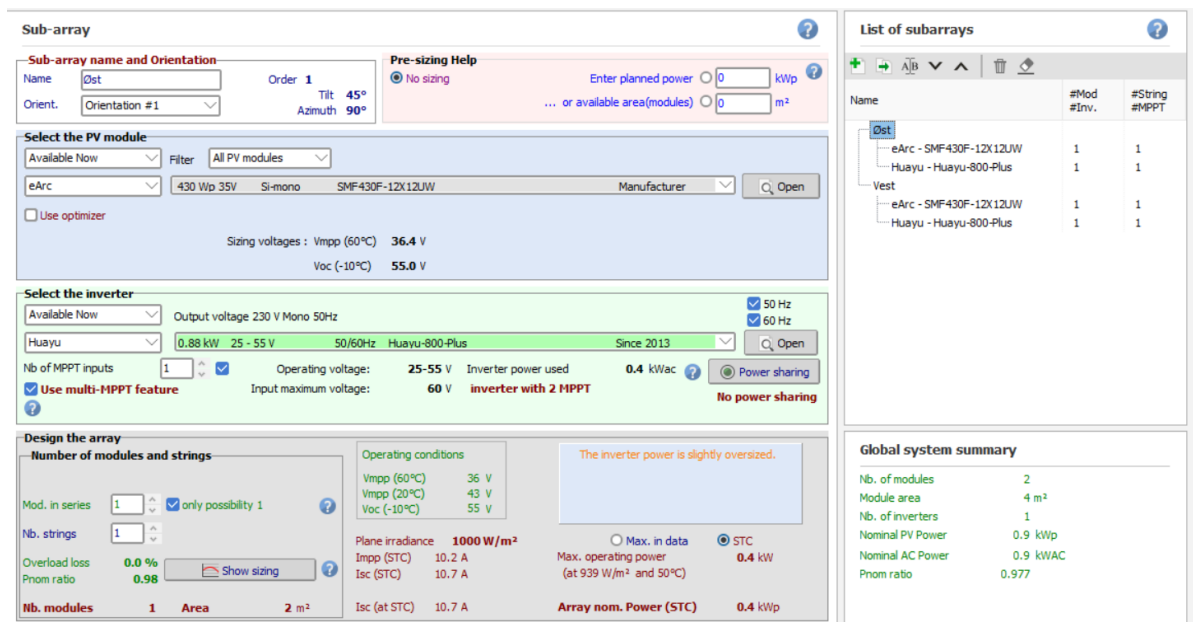 Sub-array
Sub-array name and Orientation
Name Øst Order 1
Tilt 45°
Orient. Orientation #1 Azimuth 90°
Pre-sizing Help
No sizing Enter planned power 0 kWp
... or available area(modules) 0 m²
Select the PV module
Available Now Filter All PV modules
eArc 430 Wp 35V Si-mono SMF430F-12X12UW Manufacturer Open
Use optimizer
Sizing voltages : Vmpp (60°C) 36.4 V
Voc (-10°C) 55.0 V
Select the inverter
Available Now Output voltage 230 V Mono 50Hz 50 Hz
60 Hz
Huayu 0.88 kW 25 - 55 V 50/60Hz Huayu-800-Plus Since 2013 Open
Nb of MPPT inputs 1 Operating voltage: 25-55 V Inverter power used 0.4 kWac Power sharing
Use multi-MPPT feature Input maximum voltage: 60 V inverter with 2 MPPT No power sharing
Design the array
Number of modules and strings
Mod. in series 1 only possibility 1
Nb. strings 1
Overload loss 0.0 %
Pnom ratio 0.98 Show sizing
Nb. modules 1 Area 2 m²
Operating conditions
Vmpp (60°C) 36 V
Vmpp (20°C) 43 V
Voc (-10°C) 55 V
The inverter power is slightly oversized.
Plane irradiance 1000 W/m² Max. in data STC
Impp (STC) 10.2 A Max. operating power 0.4 kW
Isc (STC) 10.7 A (at 939 W/m² and 50°C)
Isc (at STC) 10.7 A Array nom. Power (STC) 0.4 kWp
List of subarrays
Name #Mod #String
#Inv. #MPPT
Øst
eArc - SMF430F-12X12UW 1 1
Huayu - Huayu-800-Plus 1 1
Vest
eArc - SMF430F-12X12UW 1 1
Huayu - Huayu-800-Plus 1 1
Global system summary
Nb. of modules 2
Module area 4 m²
Nb. of inverters 1
Nominal PV Power 0.9 kWp
Nominal AC Power 0.9 kWAC
Pnom ratio 0.977